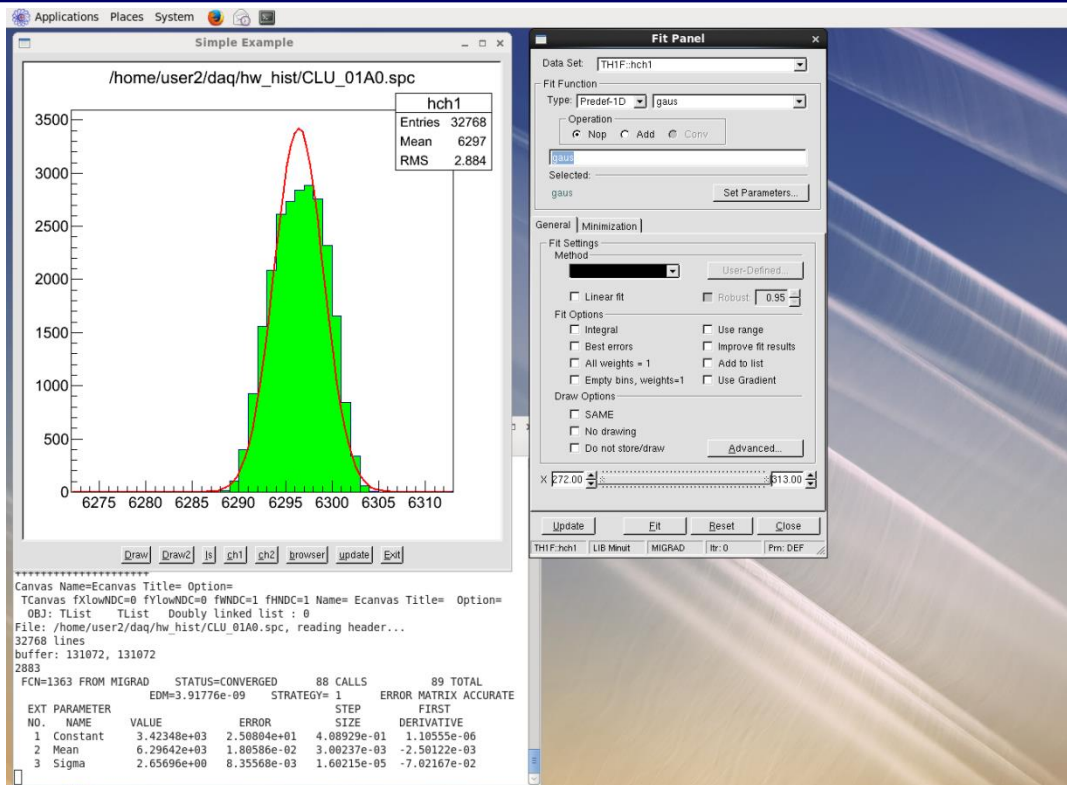 Applications Places System
Simple Example
/home/user2/daq/hw_hist/CLU_01A0.spc
hch1
Entries 32768
Mean 6297
RMS 2.884
3500
3000
2500
2000
1500
1000
500
0
6275 6280 6285 6290 6295 6300 6305 6310
Draw Draw2 ls ch1 ch2 browser update Exit
++++++++++++++++++++
Canvas Name=Ecanvas Title= Option=
TCanvas fXlowNDC=0 fYlowNDC=0 fWNDC=1 fHNDC=1 Name= Ecanvas Title= Option=
OBJ: TList TList Doubly linked list : 0
File: /home/user2/daq/hw_hist/CLU_01A0.spc, reading header...
32768 lines
buffer: 131072, 131072
2883
FCN=1363 FROM MIGRAD STATUS=CONVERGED 88 CALLS 89 TOTAL
EDM=3.91776e-09 STRATEGY= 1 ERROR MATRIX ACCURATE
EXT PARAMETER STEP FIRST
NO. NAME VALUE ERROR SIZE DERIVATIVE
1 Constant 3.42348e+03 2.50804e+01 4.08929e-01 1.10555e-06
2 Mean 6.29642e+03 1.80586e-02 3.00237e-03 -2.50122e-03
3 Sigma 2.65696e+00 8.35568e-03 1.60215e-05 -7.02167e-02
Fit Panel
Data Set: TH1F::hch1
Fit Function
Type: Predef-1D gaus
Operation
Nop Add Conv
gaus
Selected:
gaus Set Parameters...
General Minimization
Fit Settings
Method
User-Defined...
Linear fit Robust: 0.95
Fit Options
Integral Use range
Best errors Improve fit results
All weights = 1 Add to list
Empty bins, weights=1 Use Gradient
Draw Options
SAME
No drawing
Do not store/draw Advanced...
X 272.00 313.00
Update Fit Reset Close
TH1F::hch1 LIB Minuit MIGRAD Itr: 0 Prn: DEF